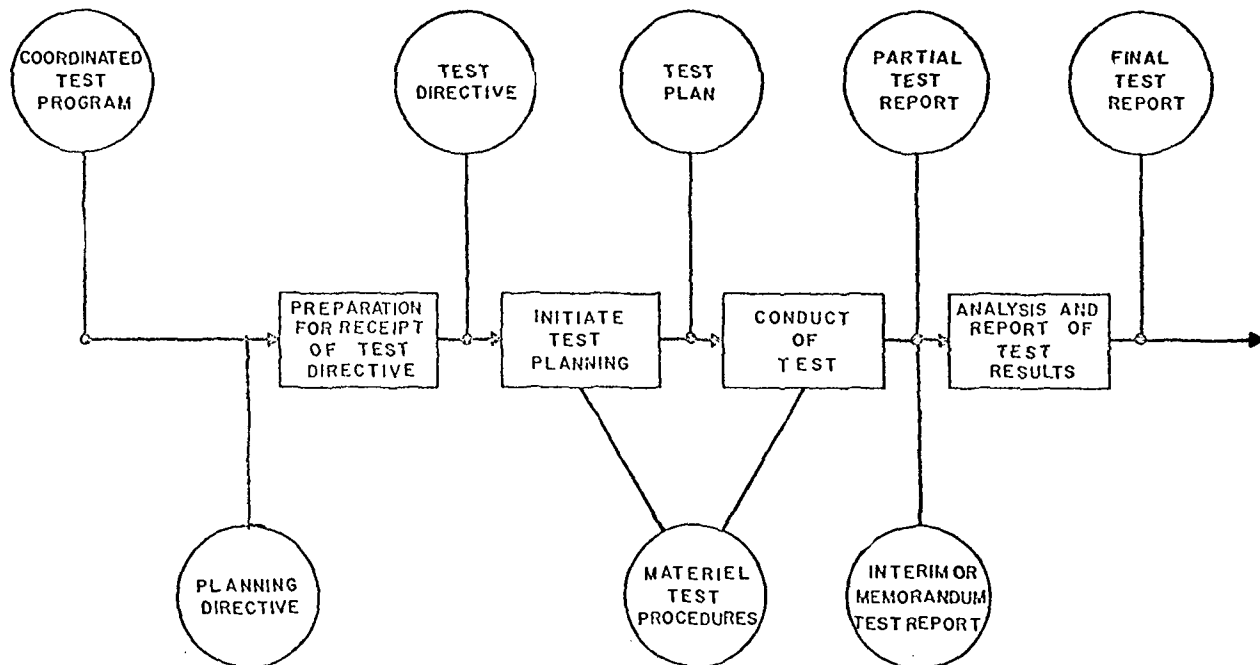 COORDINATED
TEST
PROGRAM
TEST
DIRECTIVE
TEST
PLAN
PARTIAL
TEST
REPORT
FINAL
TEST
REPORT
PREPARATION
FOR RECEIPT
OF TEST
DIRECTIVE
INITIATE
TEST
PLANNING
CONDUCT
OF
TEST
ANALYSIS AND
REPORT OF
TEST
RESULTS
PLANNING
DIRECTIVE
MATERIEL
TEST
PROCEDURES
INTERIM OR
MEMORANDUM
TEST REPORT